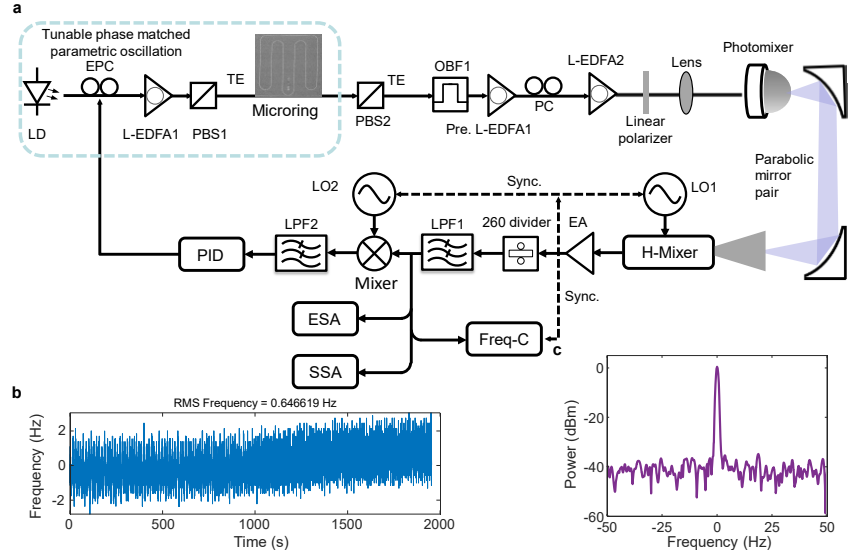 a
Tunable phase matched
parametric oscillation
EPC
LD
L-EDFA1
PBS1
TE
Microring
PBS2
TE
OBF1
Pre. L-EDFA1
PC
L-EDFA2
Linear
polarizer
Lens
Photomixer
Parabolic
mirror
pair
LO2
Sync.
LO1
PID
LPF2
Mixer
LPF1
260 divider
EA
H-Mixer
Sync.
ESA
SSA
Freq-C
c
b
RMS Frequency = 0.646619 Hz
Frequency (Hz)
2
0
-2
0
500
1000
1500
2000
Time (s)
Power (dBm)
0
-20
-40
-60
-50
-25
0
25
50
Frequency (Hz)